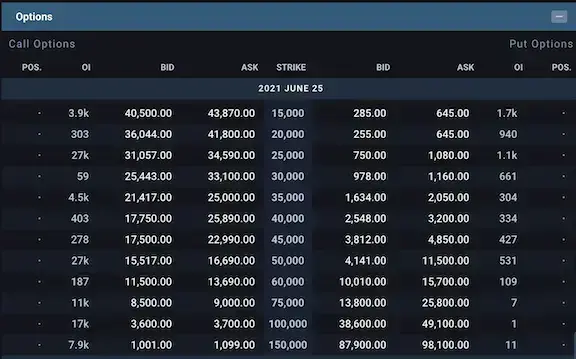 Options
Call Options Put Options
POS. OI BID ASK STRIKE BID ASK OI POS.
2021 JUNE 25
· 3.9k 40,500.00 43,870.00 15,000 285.00 645.00 1.7k ·
· 303 36,044.00 41,800.00 20,000 255.00 645.00 940 ·
· 27k 31,057.00 34,590.00 25,000 750.00 1,080.00 1.1k ·
· 59 25,443.00 33,100.00 30,000 978.00 1,160.00 661 ·
· 4.5k 21,417.00 25,000.00 35,000 1,634.00 2,050.00 304 ·
· 403 17,750.00 25,890.00 40,000 2,548.00 3,200.00 334 ·
· 278 17,500.00 22,990.00 45,000 3,812.00 4,850.00 427 ·
· 27k 15,517.00 16,690.00 50,000 4,141.00 11,500.00 531 ·
· 187 11,500.00 13,690.00 60,000 10,010.00 15,700.00 109 ·
· 11k 8,500.00 9,000.00 75,000 13,800.00 25,800.00 7 ·
· 17k 3,600.00 3,700.00 100,000 38,600.00 49,100.00 1 ·
· 7.9k 1,001.00 1,099.00 150,000 87,900.00 98,100.00 11 ·